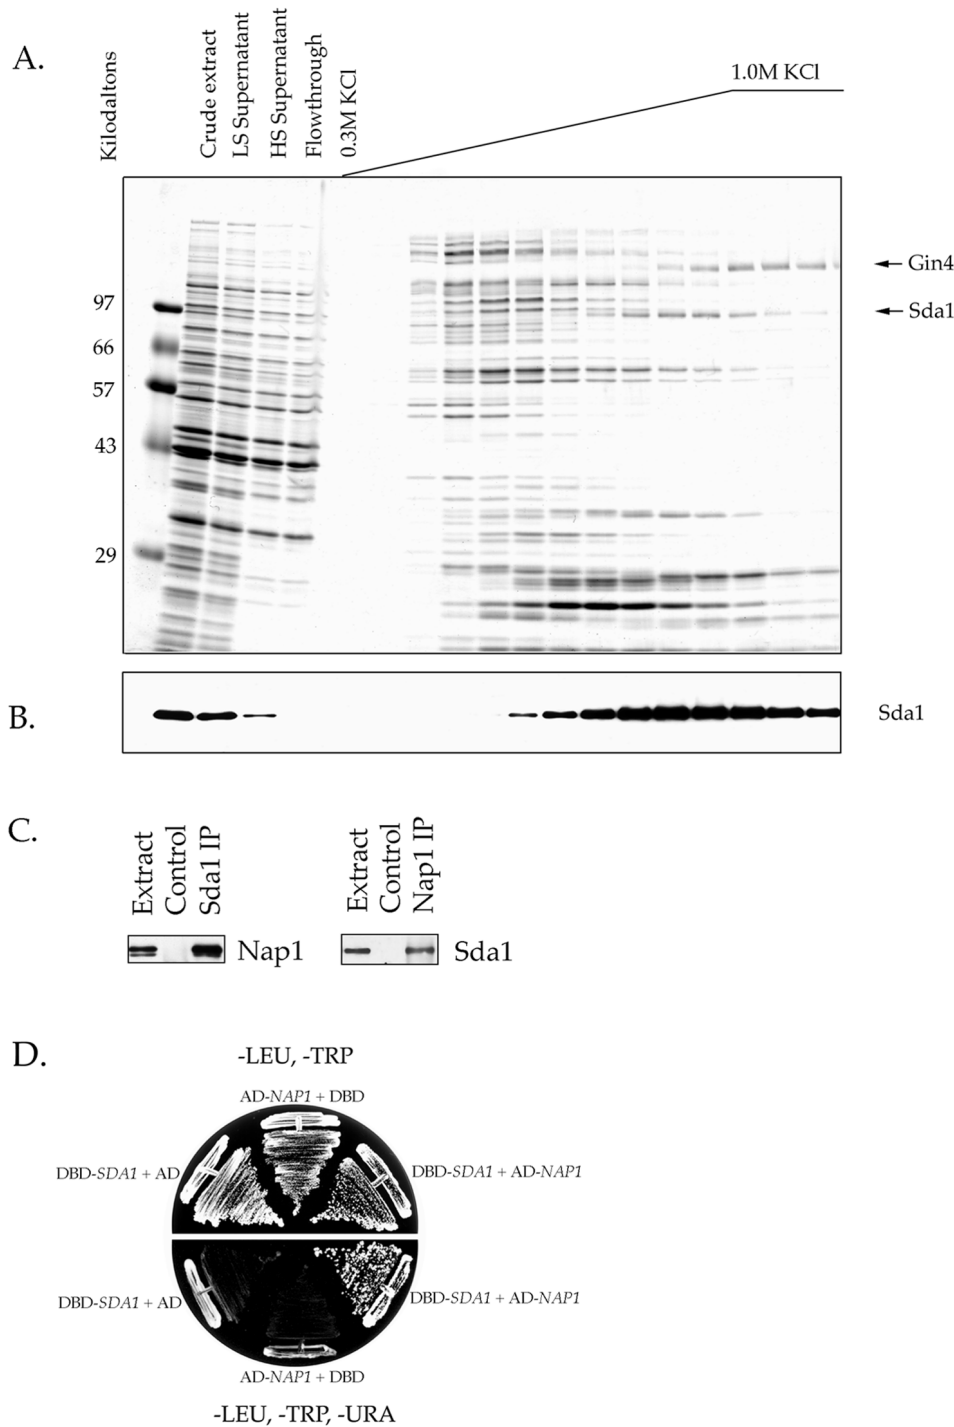 A.
Kilodaltons
Crude extract
LS Supernatant
HS Supernatant
Flowthrough
0.3M KCl
1.0M KCl
Gin4
Sda1
97
66
57
43
29
B.
Sda1
C.
Extract
Control
Sda1 IP
Nap1
Extract
Control
Nap1 IP
Sda1
D.
-LEU, -TRP
AD-NAP1 + DBD
DBD-SDA1 + AD
DBD-SDA1 + AD-NAP1
DBD-SDA1 + AD
DBD-SDA1 + AD-NAP1
AD-NAP1 + DBD
-LEU, -TRP, -URA